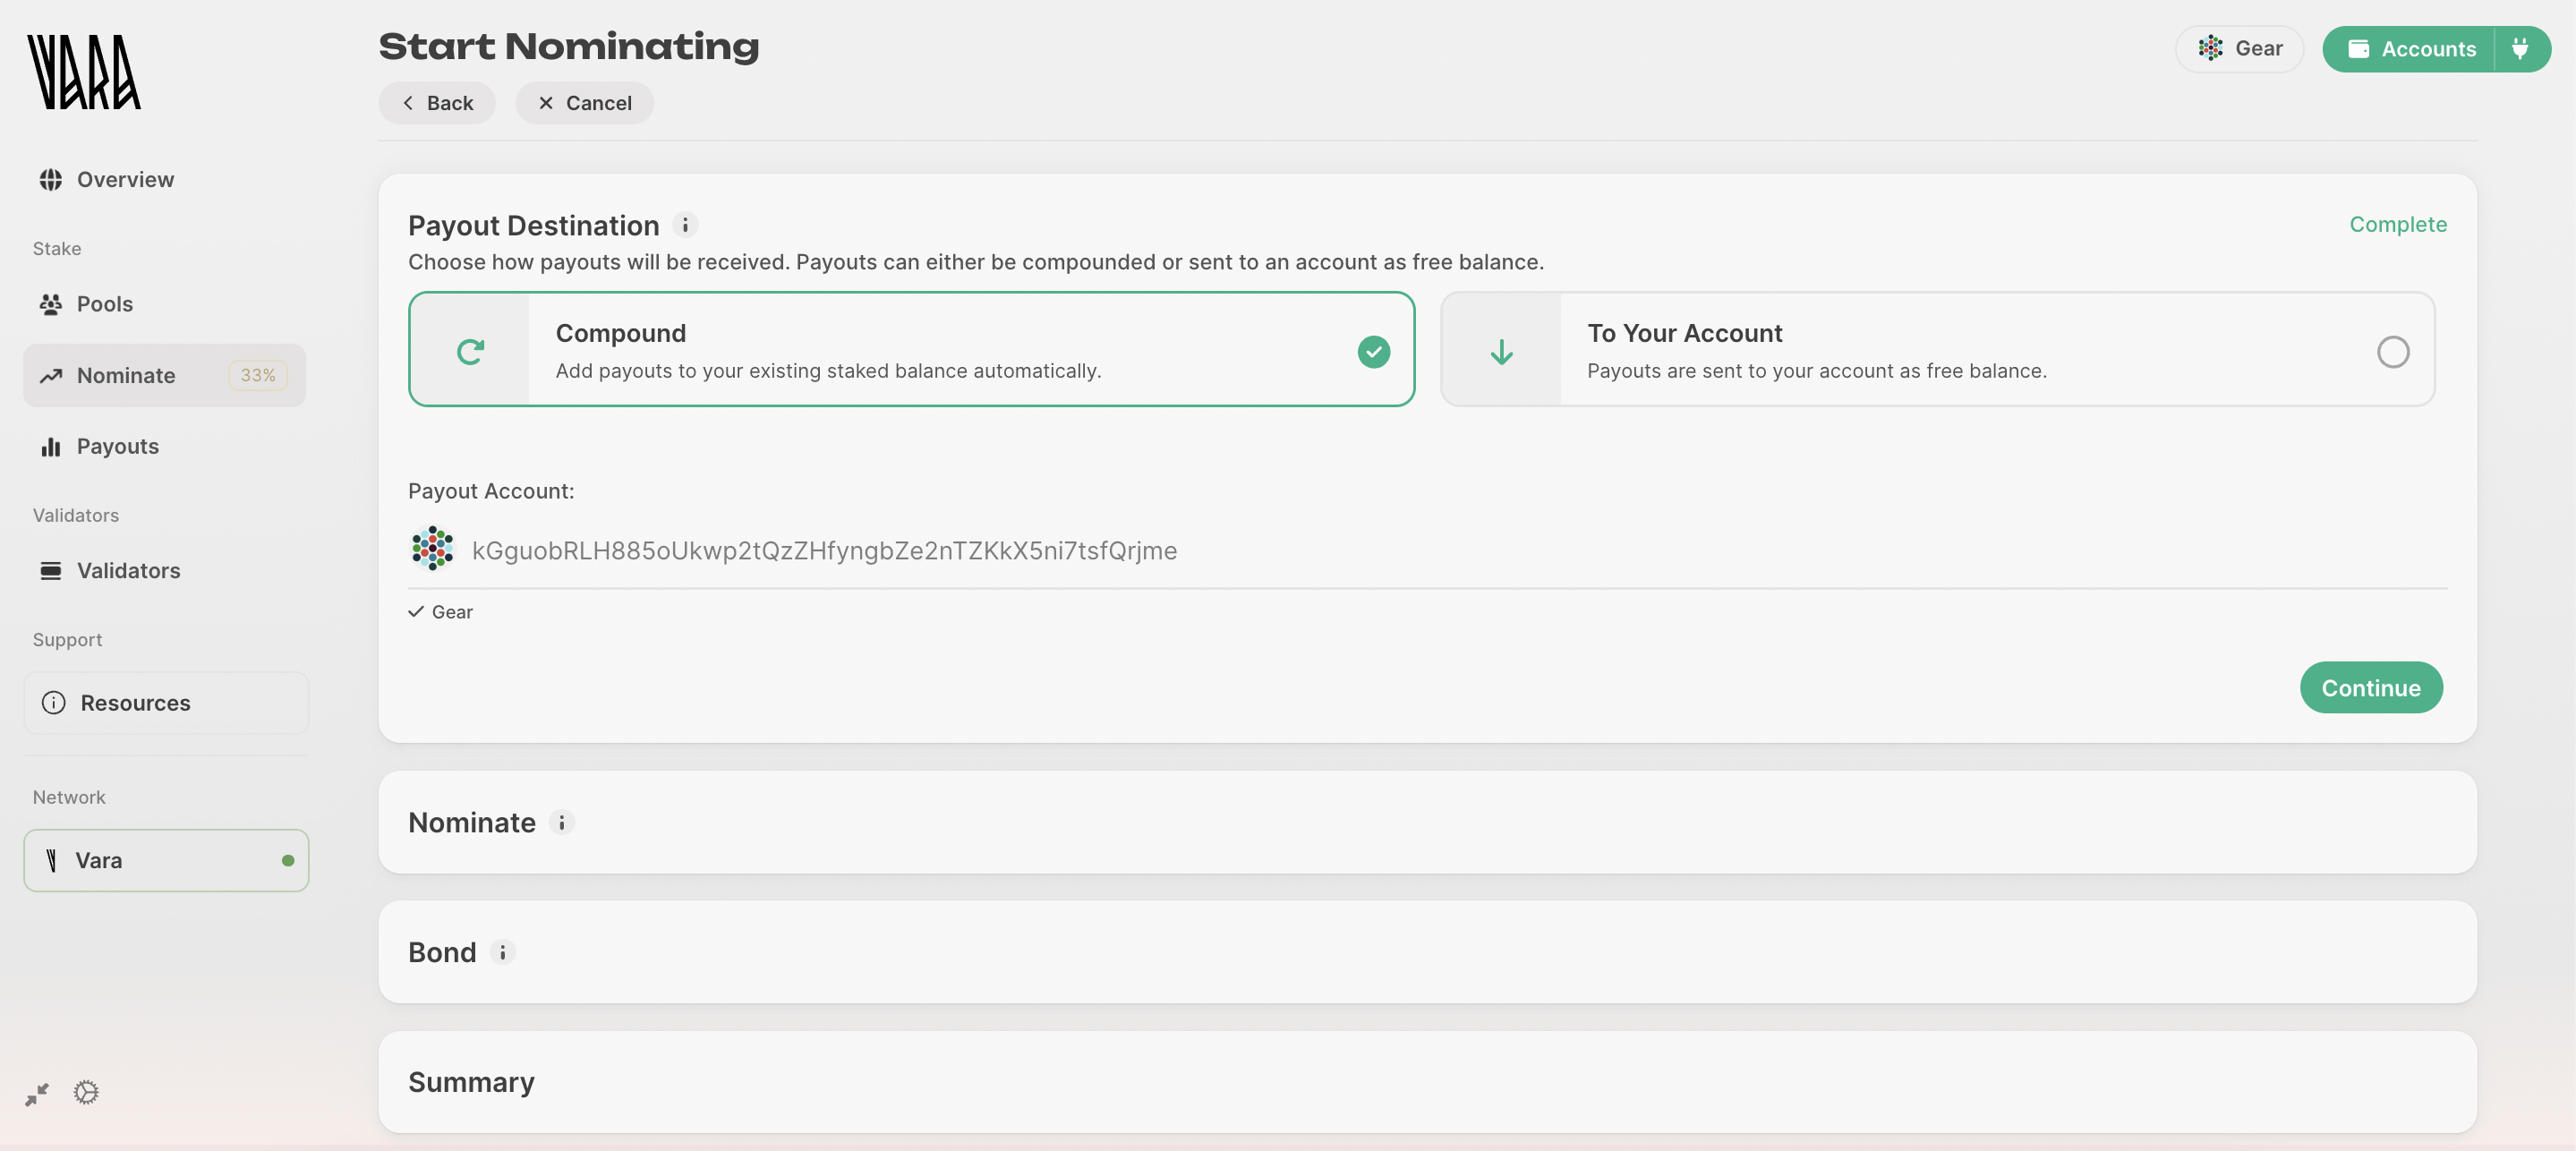 VARA
Start Nominating
Gear
Accounts
Back
Cancel
Overview
Stake
Pools
Nominate 33%
Payouts
Validators
Validators
Support
Resources
Network
Vara
Payout Destination
Complete
Choose how payouts will be received. Payouts can either be compounded or sent to an account as free balance.
Compound
Add payouts to your existing staked balance automatically.
To Your Account
Payouts are sent to your account as free balance.
Payout Account:
kGguobRLH885oUkwp2tQzZHfyngbZe2nTZKkX5ni7tsfQrjme
Gear
Continue
Nominate
Bond
Summary